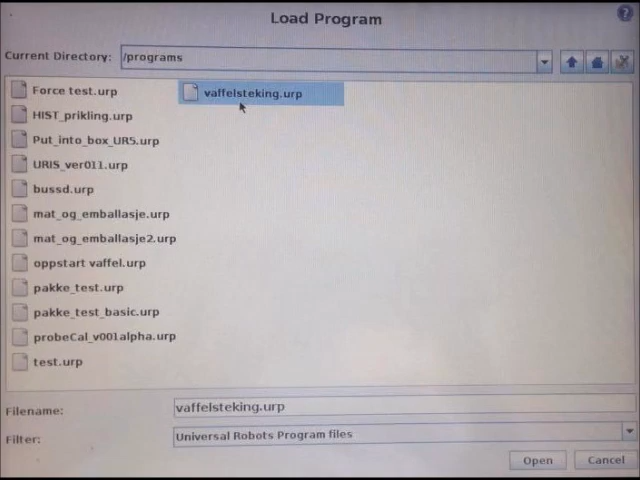 Load Program
?
Current Directory: /programs
Force test.urp
HIST_prikling.urp
Put_into_box_UR5.urp
URIS_ver011.urp
bussd.urp
mat_og_emballasje.urp
mat_og_emballasje2.urp
oppstart vaffel.urp
pakke_test.urp
pakke_test_basic.urp
probeCal_v001alpha.urp
test.urp
vaffelsteking.urp
Filename: vaffelsteking.urp
Filter: Universal Robots Program files
Open Cancel